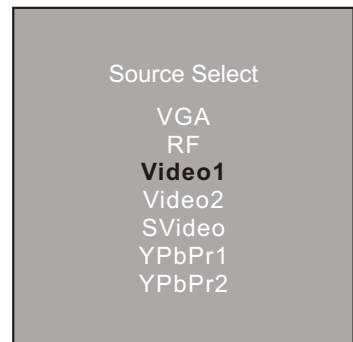 Source Select
VGA
RF
Video1
Video2
SVideo
YPbPr1
YPbPr2